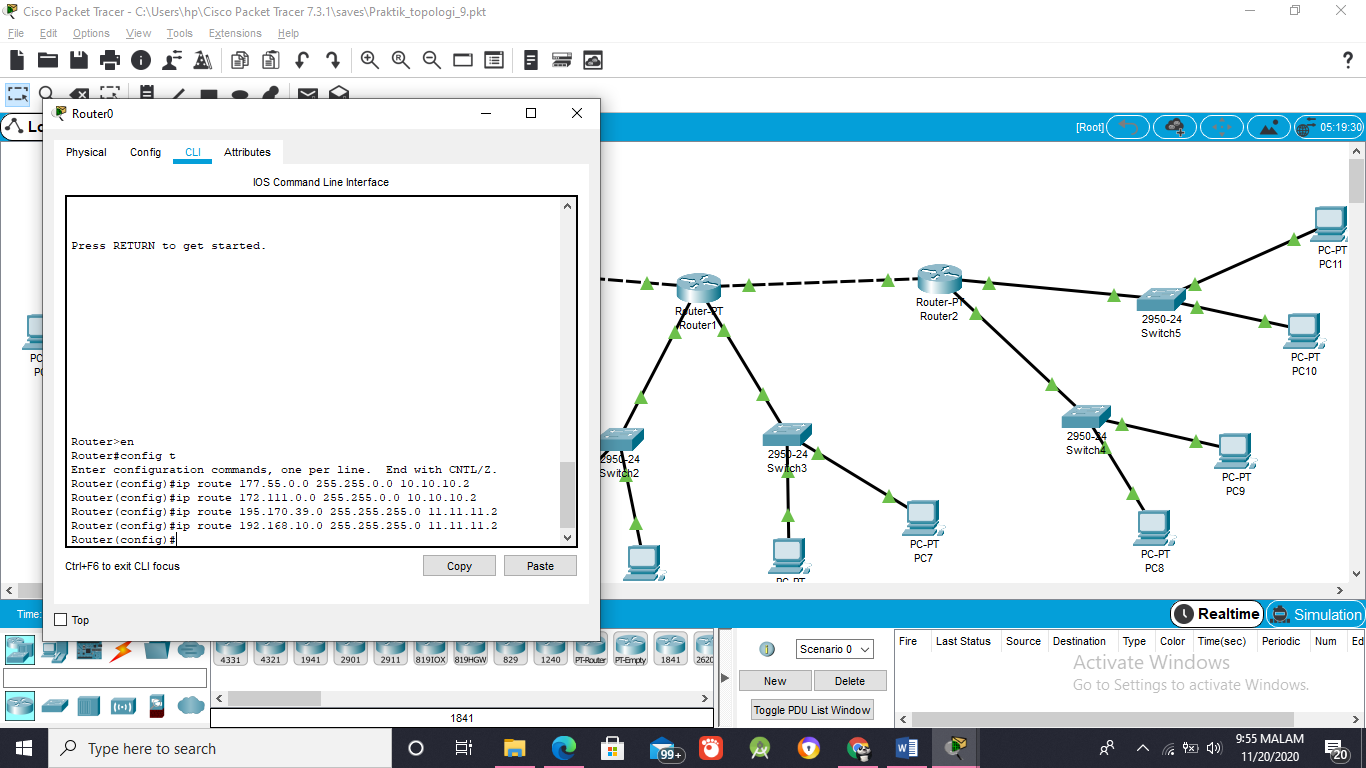 Cisco Packet Tracer - C:\Users\hp\Cisco Packet Tracer 7.3.1\saves\Praktik_topologi_9.pkt
File Edit Options View Tools Extensions Help
Router0
[Root] 05:19:30
Physical Config CLI Attributes
IOS Command Line Interface
Press RETURN to get started.
Router>en
Router#config t
Enter configuration commands, one per line. End with CNTL/Z.
Router(config)#ip route 177.55.0.0 255.255.0.0 10.10.10.2
Router(config)#ip route 172.111.0.0 255.255.0.0 10.10.10.2
Router(config)#ip route 195.170.39.0 255.255.255.0 11.11.11.2
Router(config)#ip route 192.168.10.0 255.255.255.0 11.11.11.2
Router(config)#
Ctrl+F6 to exit CLI focus
Copy Paste
Top
Router-PT
Router1
Router-PT
Router2
2950-24
Switch5
PC-PT
PC11
PC-PT
PC10
2950-24
Switch2
2950-24
Switch3
2950-24
Switch4
PC-PT
PC9
PC-PT
PC7
PC-PT
PC8
PC-PT
Time:
Realtime Simulation
4331 4321 1941 2901 2911 819IOX 819HGW 829 1240 PT-Router PT-Empty 1841 2620
1841
Scenario 0
New Delete
Toggle PDU List Window
Fire Last Status Source Destination Type Color Time(sec) Periodic Num Ed
Activate Windows
Go to Settings to activate Windows.
Type here to search
99+
9:55 MALAM
11/20/2020
20